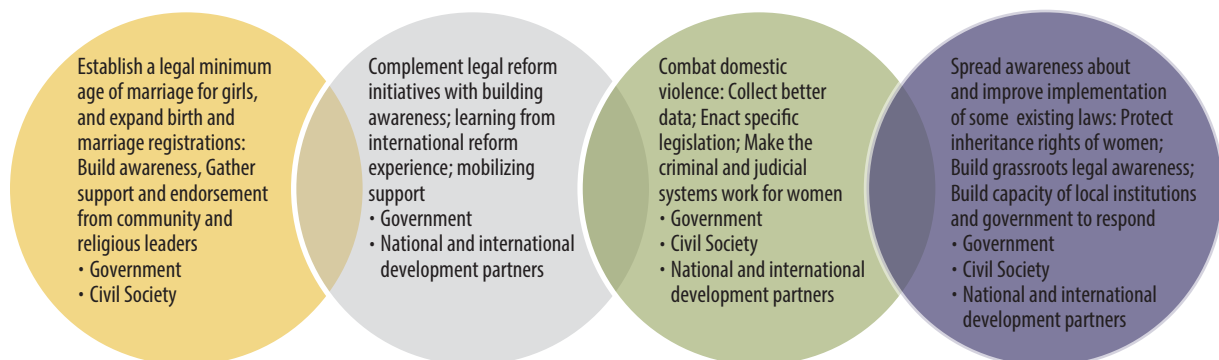 Establish a legal minimum
age of marriage for girls,
and expand birth and
marriage registrations:
Build awareness, Gather
support and endorsement
from community and
religious leaders
• Government
• Civil Society
Complement legal reform
initiatives with building
awareness; learning from
international reform
experience; mobilizing
support
• Government
• National and international
development partners
Combat domestic
violence: Collect better
data; Enact specific
legislation; Make the
criminal and judicial
systems work for women
• Government
• Civil Society
• National and international
development partners
Spread awareness about
and improve implementation
of some existing laws: Protect
inheritance rights of women;
Build grassroots legal awareness;
Build capacity of local institutions
and government to respond
• Government
• Civil Society
• National and international
development partners